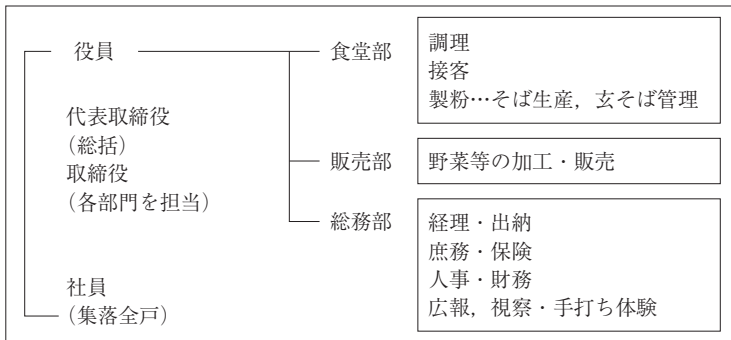 役員
代表取締役
(総括)
取締役
(各部門を担当)
社員
(集落全戸)
食堂部
調理
接客
製粉…そば生産，玄そば管理
販売部
野菜等の加工・販売
総務部
経理・出納
庶務・保険
人事・財務
広報，視察・手打ち体験